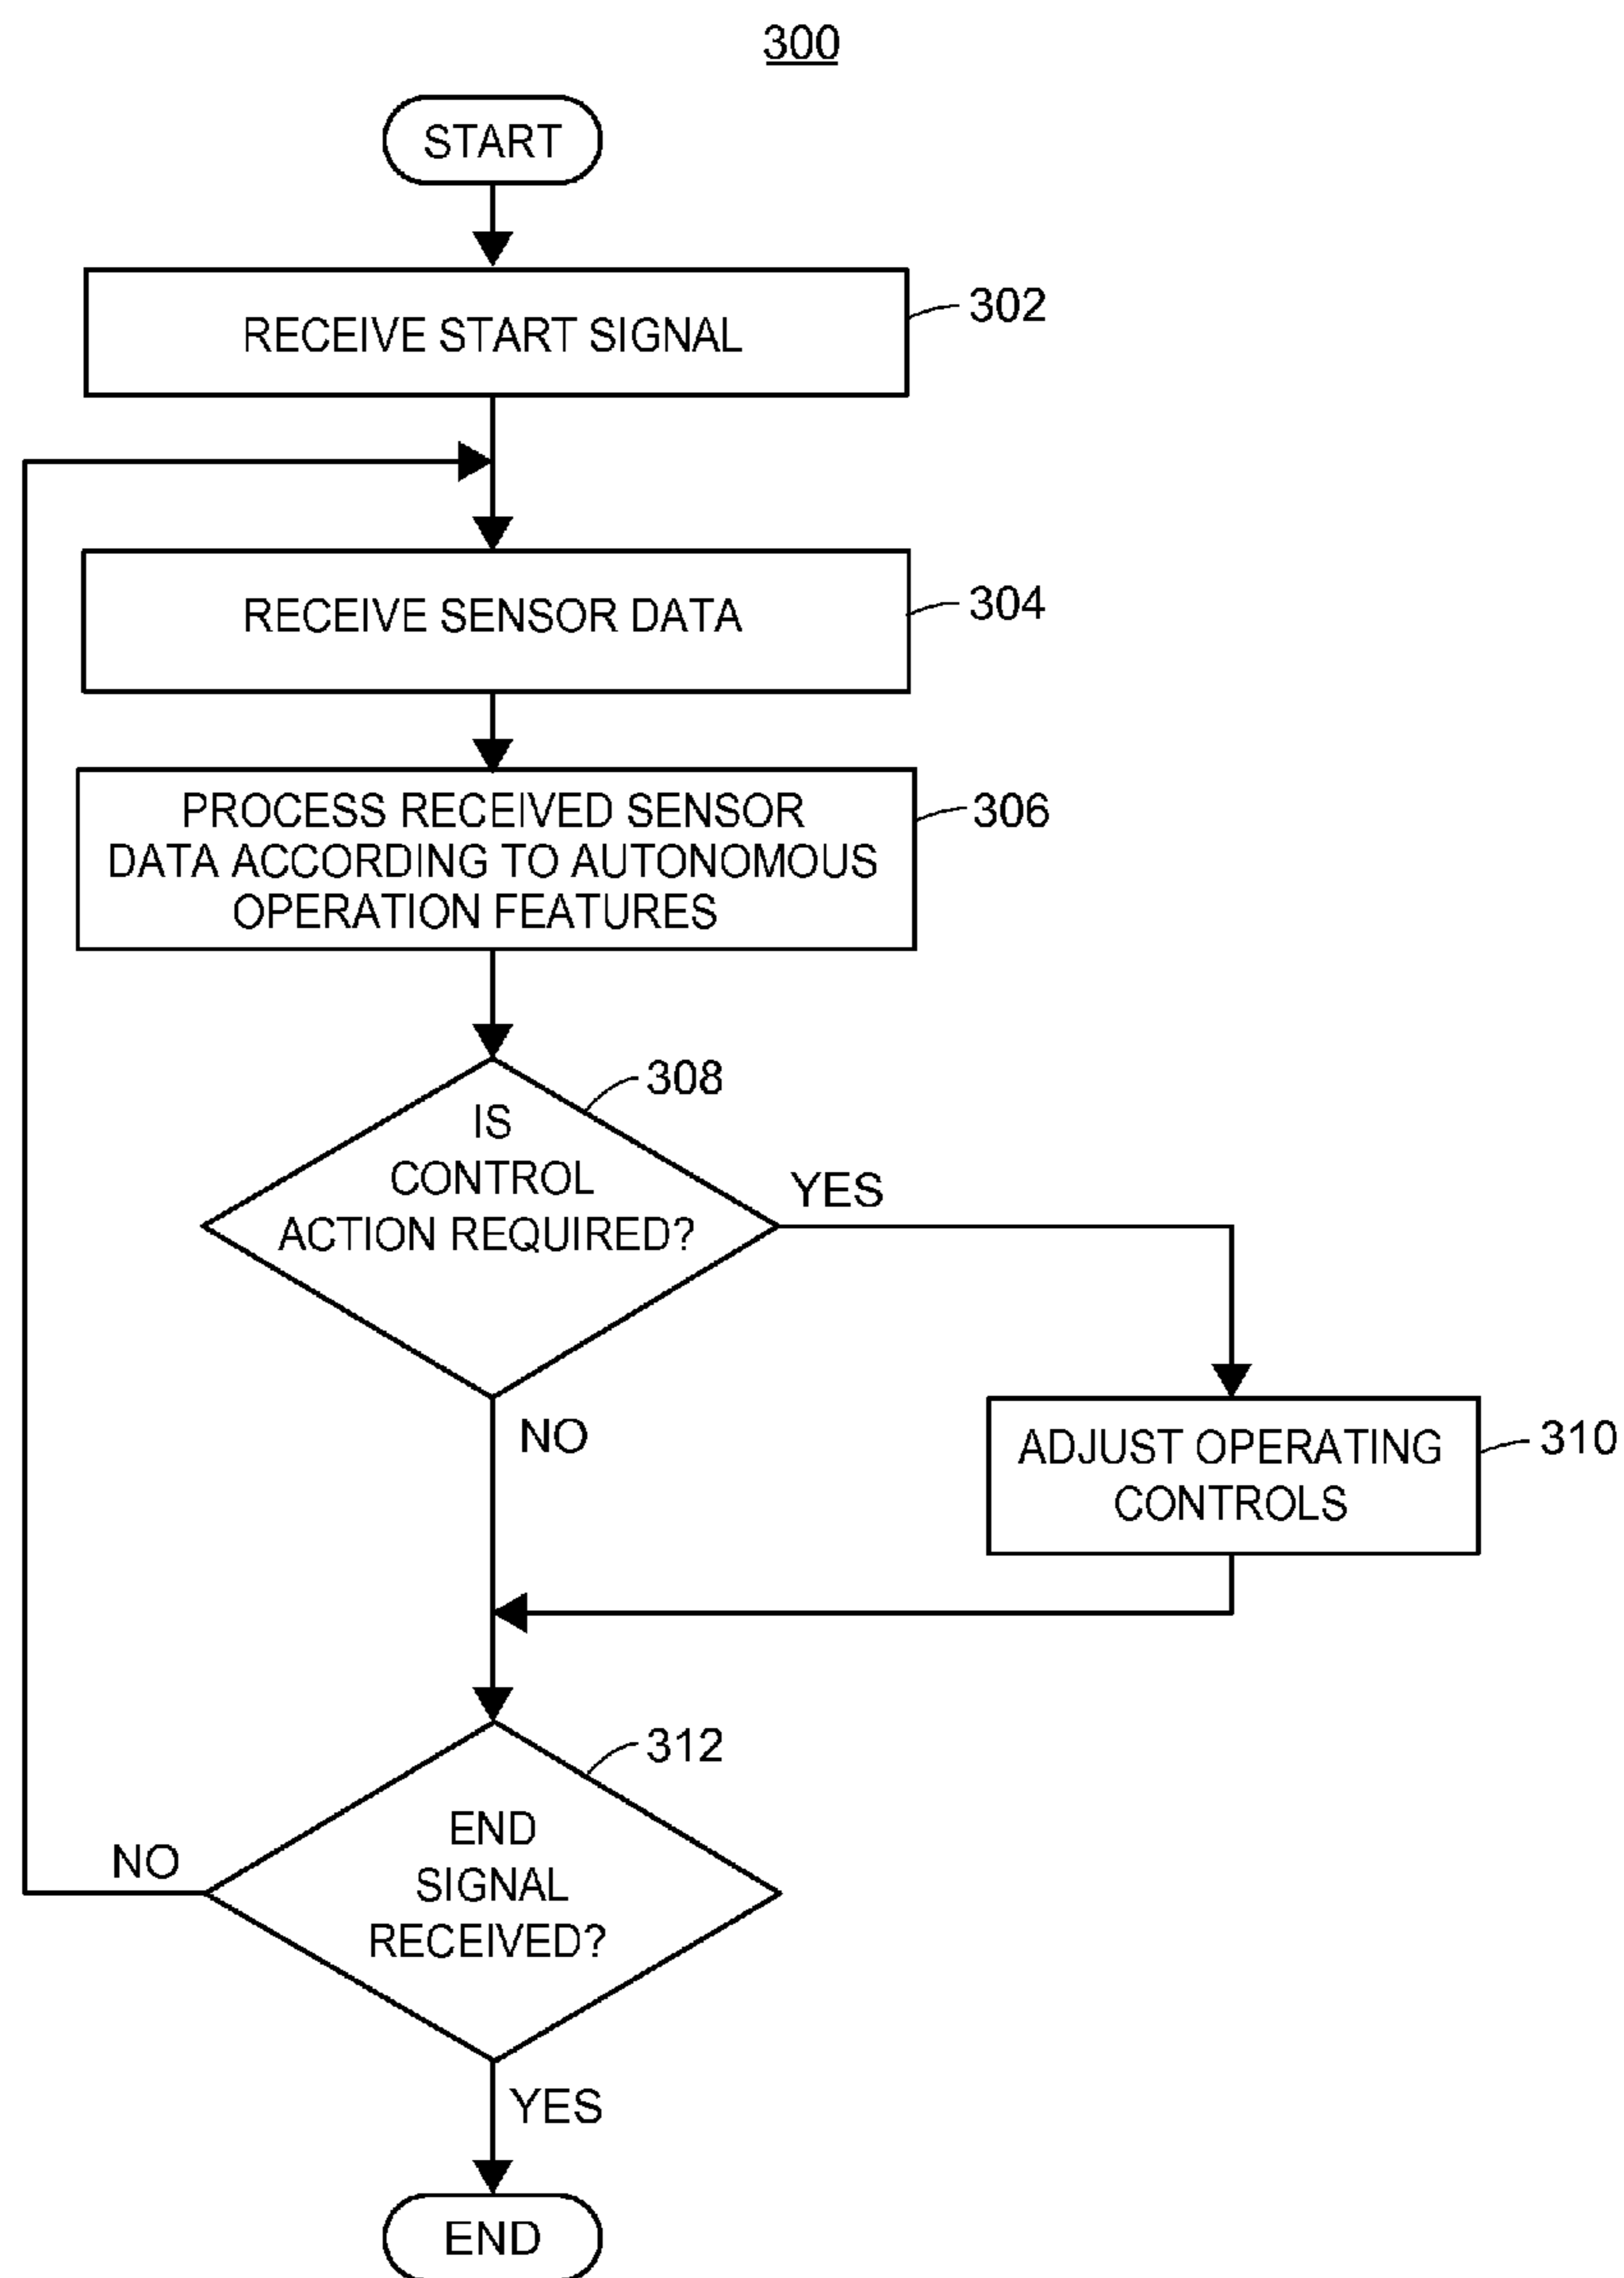 300
START
RECEIVE START SIGNAL
302
RECEIVE SENSOR DATA
304
PROCESS RECEIVED SENSOR
DATA ACCORDING TO AUTONOMOUS
OPERATION FEATURES
306
308
IS
CONTROL
ACTION REQUIRED?
YES
NO
ADJUST OPERATING
CONTROLS
310
312
END
SIGNAL
RECEIVED?
NO
YES
END